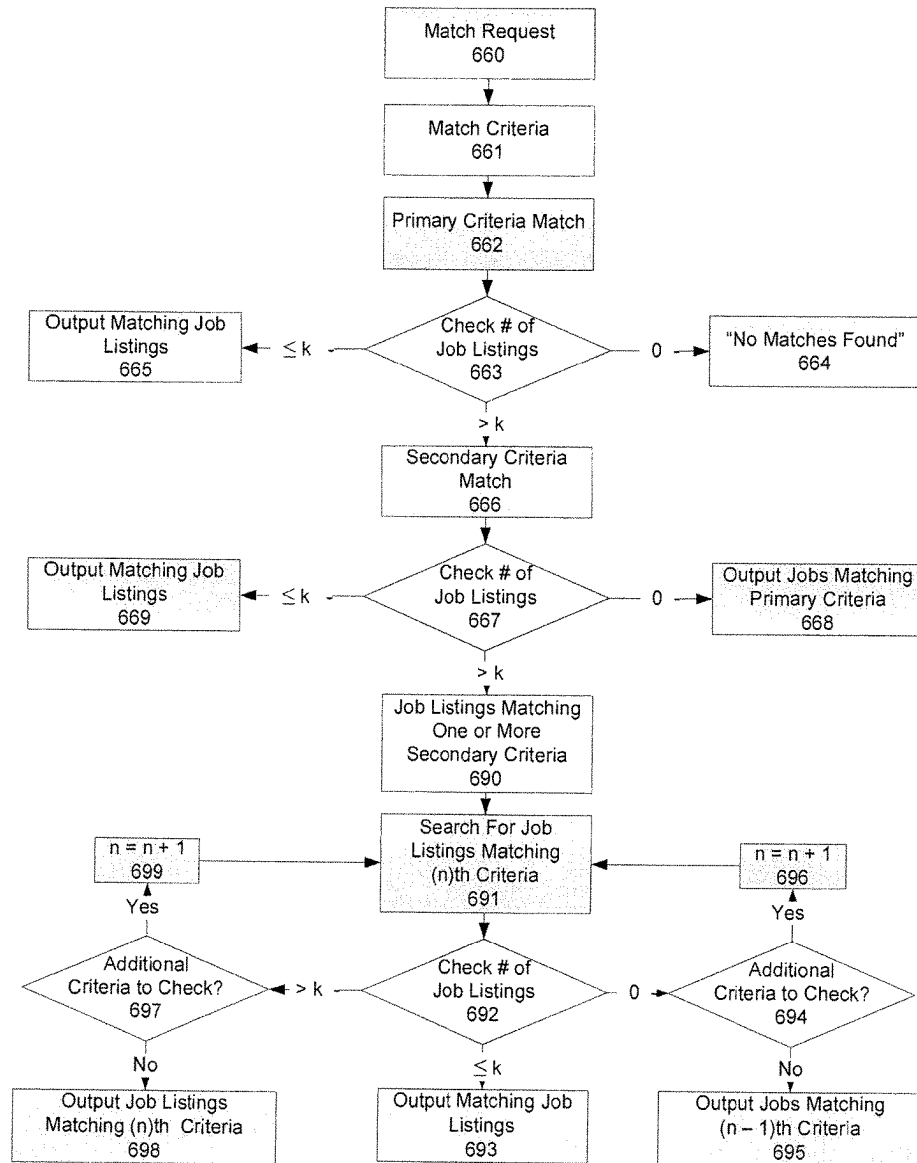 Match Request
660
Match Criteria
661
Primary Criteria Match
662
Output Matching Job
Listings
665
≤ k
Check # of
Job Listings
663
0
"No Matches Found"
664
> k
Secondary Criteria
Match
666
Output Matching Job
Listings
669
≤ k
Check # of
Job Listings
667
0
Output Jobs Matching
Primary Criteria
668
> k
Job Listings Matching
One or More
Secondary Criteria
690
n = n + 1
699
Search For Job
Listings Matching
(n)th Criteria
691
n = n + 1
696
Yes
Yes
Additional
Criteria to Check?
697
> k
Check # of
Job Listings
692
0
Additional
Criteria to Check?
694
No
≤ k
No
Output Job Listings
Matching (n)th Criteria
698
Output Matching Job
Listings
693
Output Jobs Matching
(n – 1)th Criteria
695